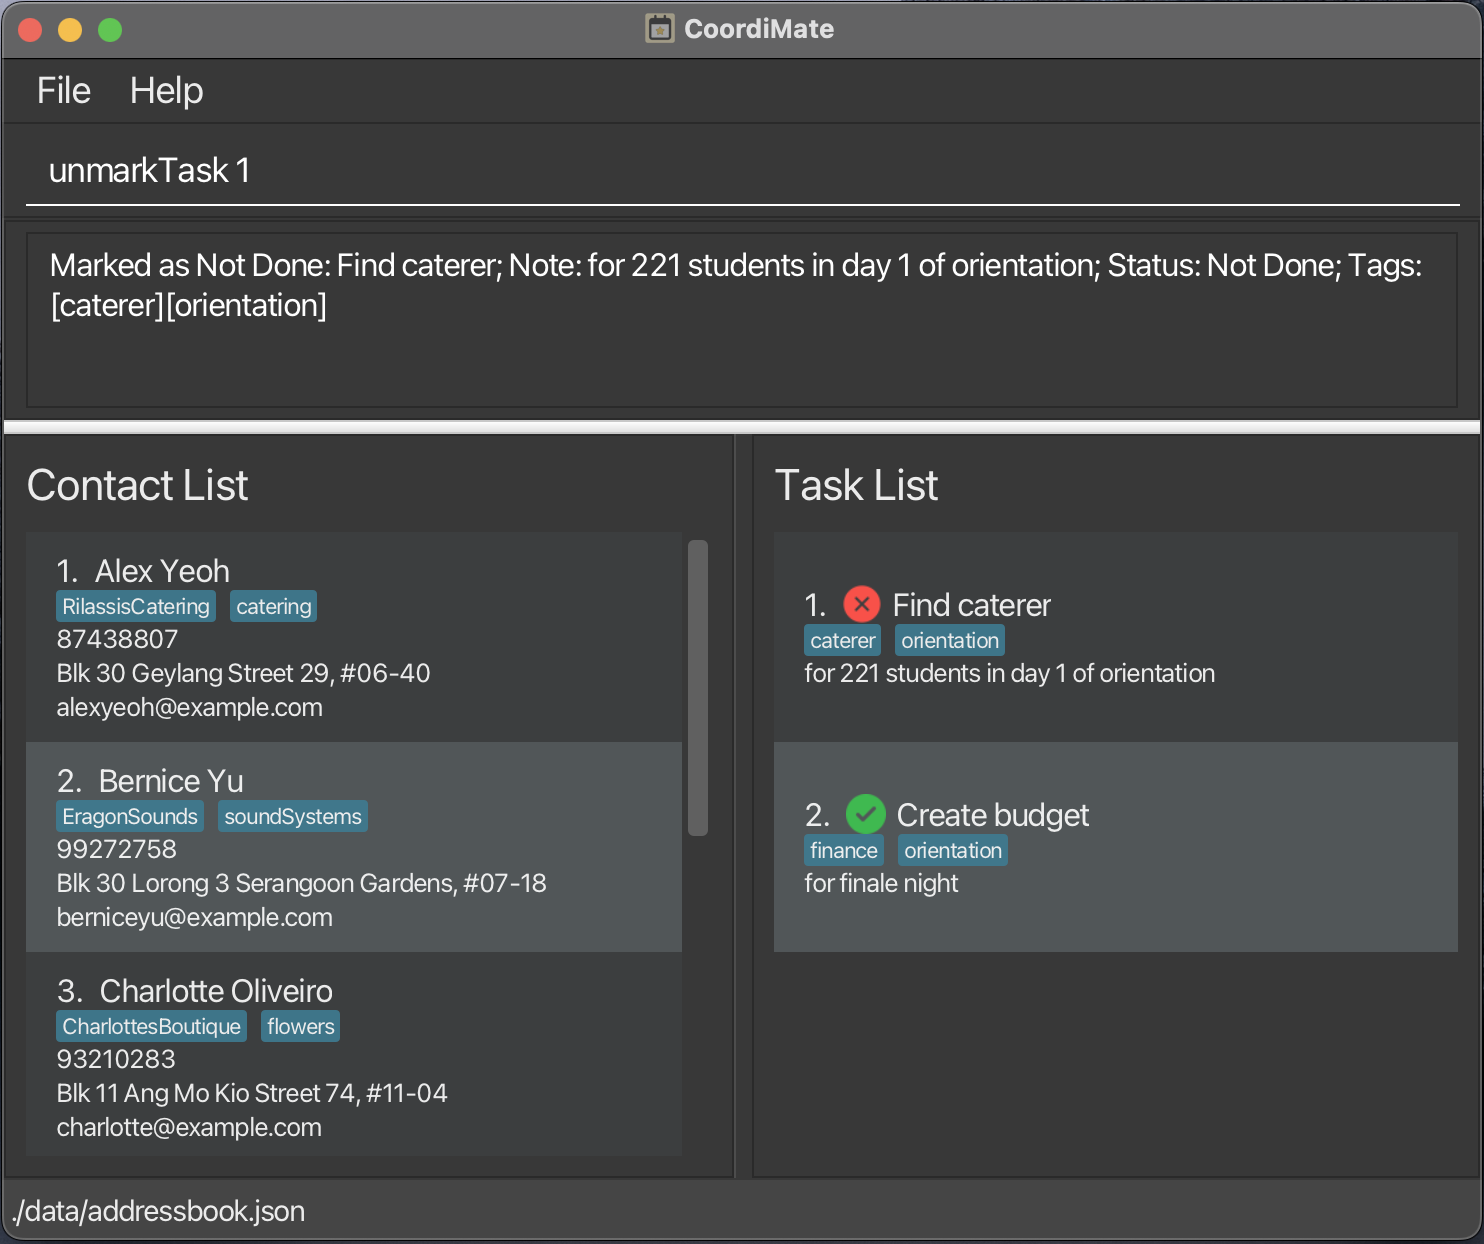 CoordiMate
File Help
unmarkTask 1
Marked as Not Done: Find caterer; Note: for 221 students in day 1 of orientation; Status: Not Done; Tags:
[caterer][orientation]
Contact List
1. Alex Yeoh
RilassisCatering catering
87438807
Blk 30 Geylang Street 29, #06-40
alexyeoh@example.com
2. Bernice Yu
EragonSounds soundSystems
99272758
Blk 30 Lorong 3 Serangoon Gardens, #07-18
berniceyu@example.com
3. Charlotte Oliveiro
CharlottesBoutique flowers
93210283
Blk 11 Ang Mo Kio Street 74, #11-04
charlotte@example.com
Task List
1. Find caterer
caterer orientation
for 221 students in day 1 of orientation
2. Create budget
finance orientation
for finale night
./data/addressbook.json